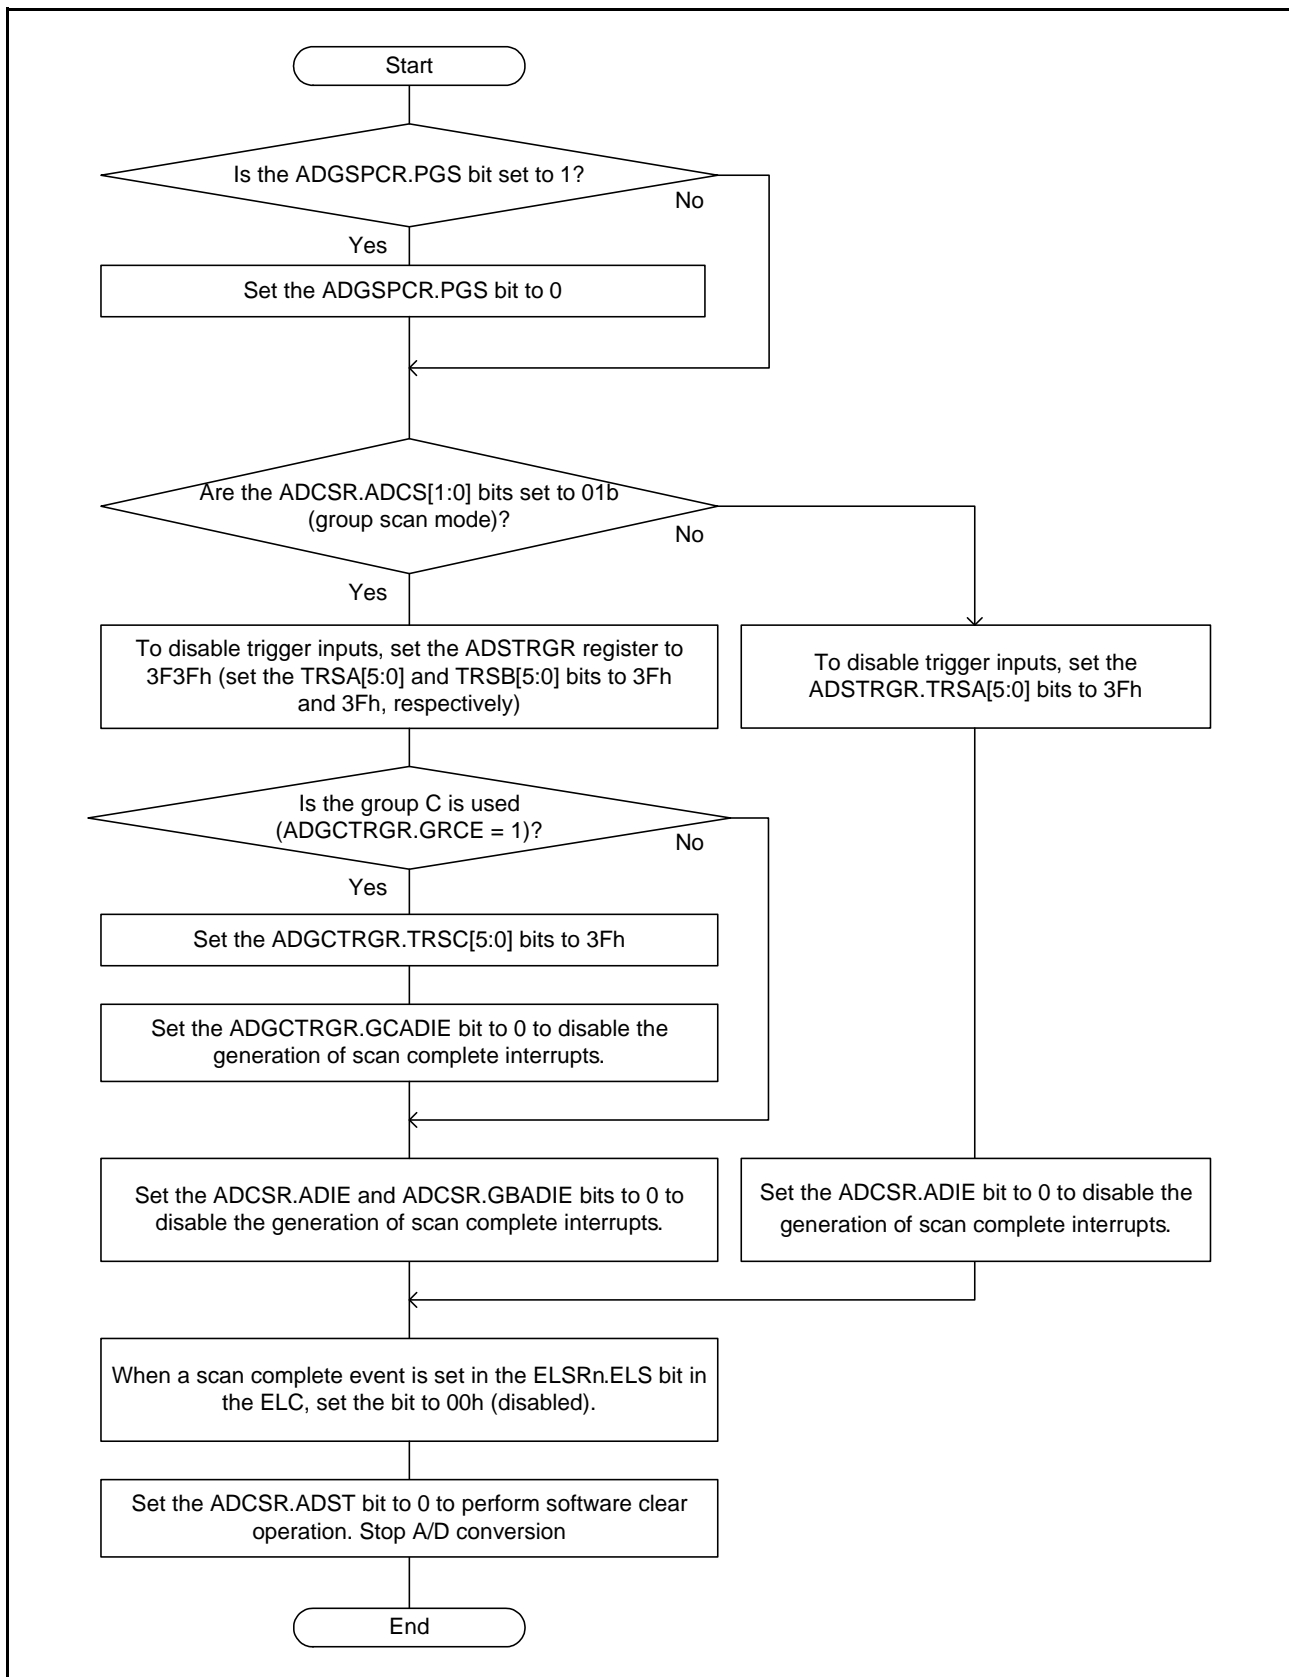 Start
Is the ADGSPCR.PGS bit set to 1?
No
Yes
Set the ADGSPCR.PGS bit to 0
Are the ADCSR.ADCS[1:0] bits set to 01b
(group scan mode)?
No
Yes
To disable trigger inputs, set the ADSTRGR register to
3F3Fh (set the TRSA[5:0] and TRSB[5:0] bits to 3Fh
and 3Fh, respectively)
To disable trigger inputs, set the
ADSTRGR.TRSA[5:0] bits to 3Fh
Is the group C is used
(ADGCTRGR.GRCE = 1)?
No
Yes
Set the ADGCTRGR.TRSC[5:0] bits to 3Fh
Set the ADGCTRGR.GCADIE bit to 0 to disable the
generation of scan complete interrupts.
Set the ADCSR.ADIE and ADCSR.GBADIE bits to 0 to
disable the generation of scan complete interrupts.
Set the ADCSR.ADIE bit to 0 to disable the
generation of scan complete interrupts.
When a scan complete event is set in the ELSRn.ELS bit in
the ELC, set the bit to 00h (disabled).
Set the ADCSR.ADST bit to 0 to perform software clear
operation. Stop A/D conversion
End